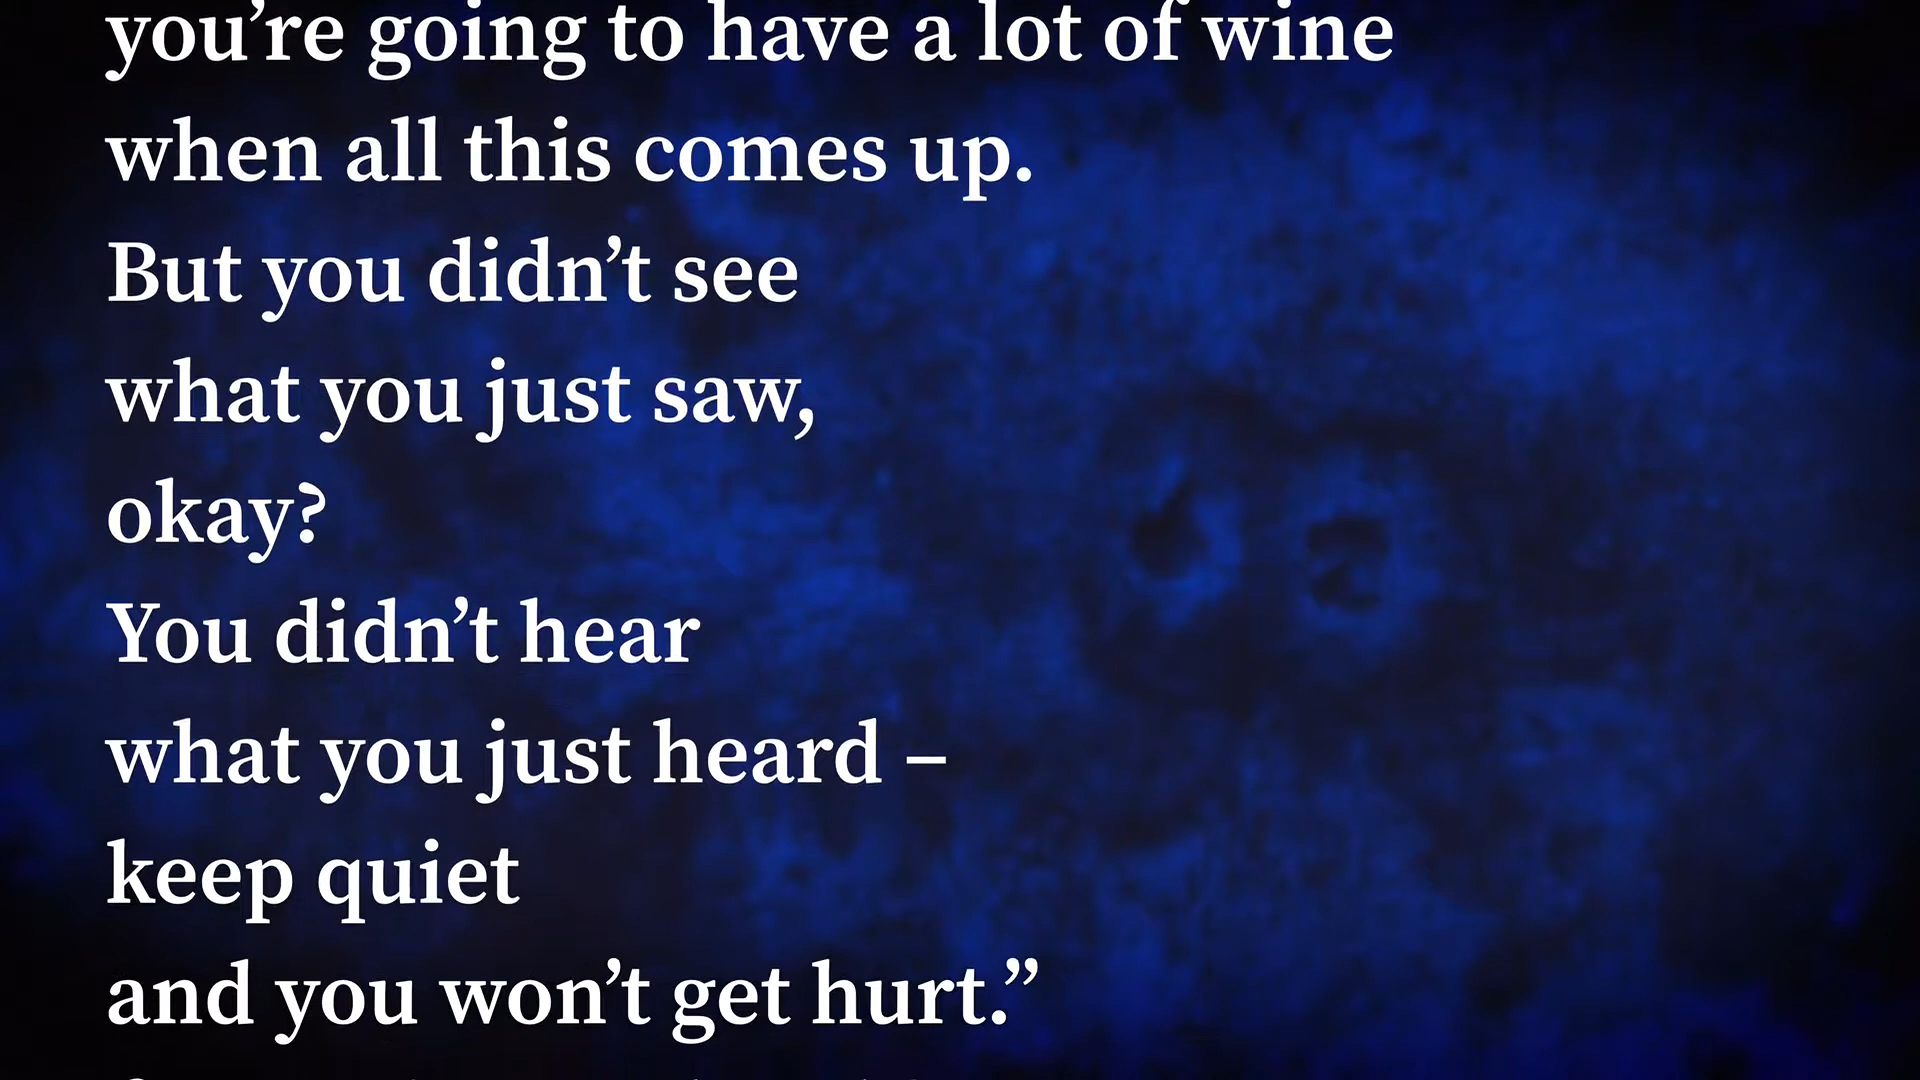 you’re going to have a lot of wine
when all this comes up.
But you didn’t see
what you just saw,
okay?
You didn’t hear
what you just heard –
keep quiet
and you won’t get hurt.”